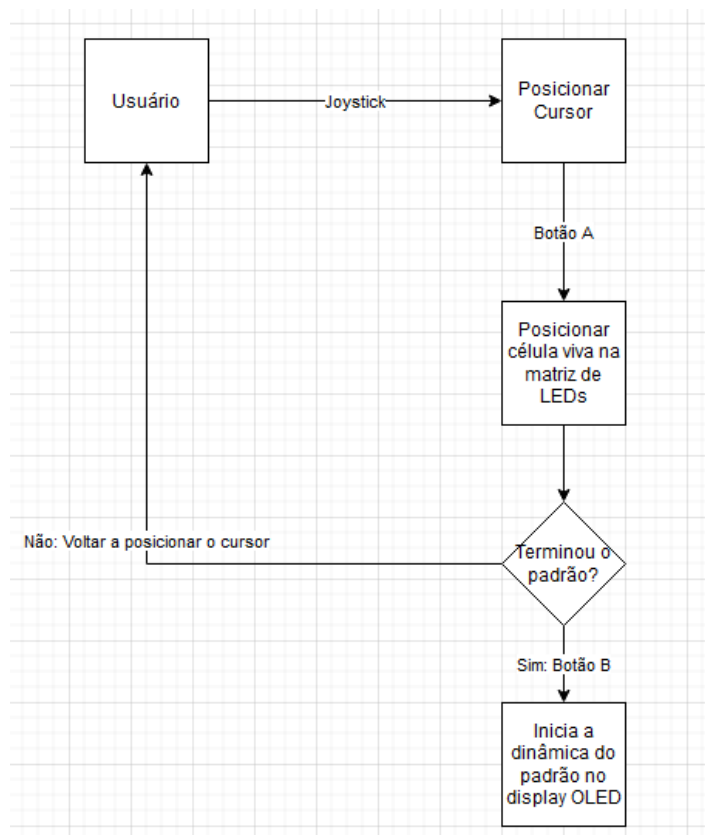 Usuário
Joystick
Posicionar
Cursor
Botão A
Posicionar
célula viva na
matriz de
LEDs
Não: Voltar a posicionar o cursor
Terminou o
padrão?
Sim: Botão B
Inicia a
dinâmica do
padrão no
display OLED